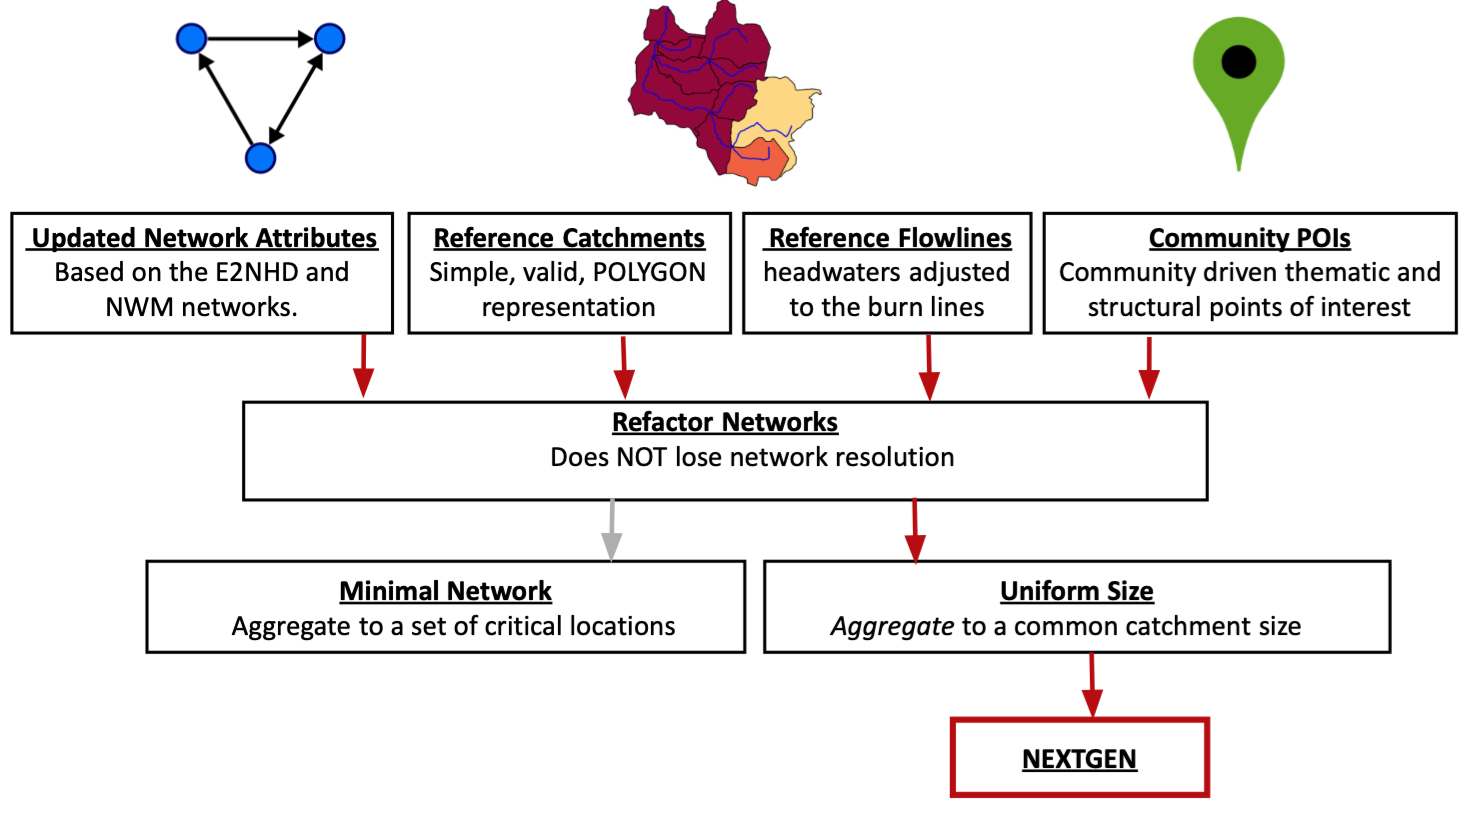 Updated Network Attributes
Based on the E2NHD and
NWM networks.
Reference Catchments
Simple, valid, POLYGON
representation
Reference Flowlines
headwaters adjusted
to the burn lines
Community POIs
Community driven thematic and
structural points of interest
Refactor Networks
Does NOT lose network resolution
Minimal Network
Aggregate to a set of critical locations
Uniform Size
Aggregate to a common catchment size
NEXTGEN